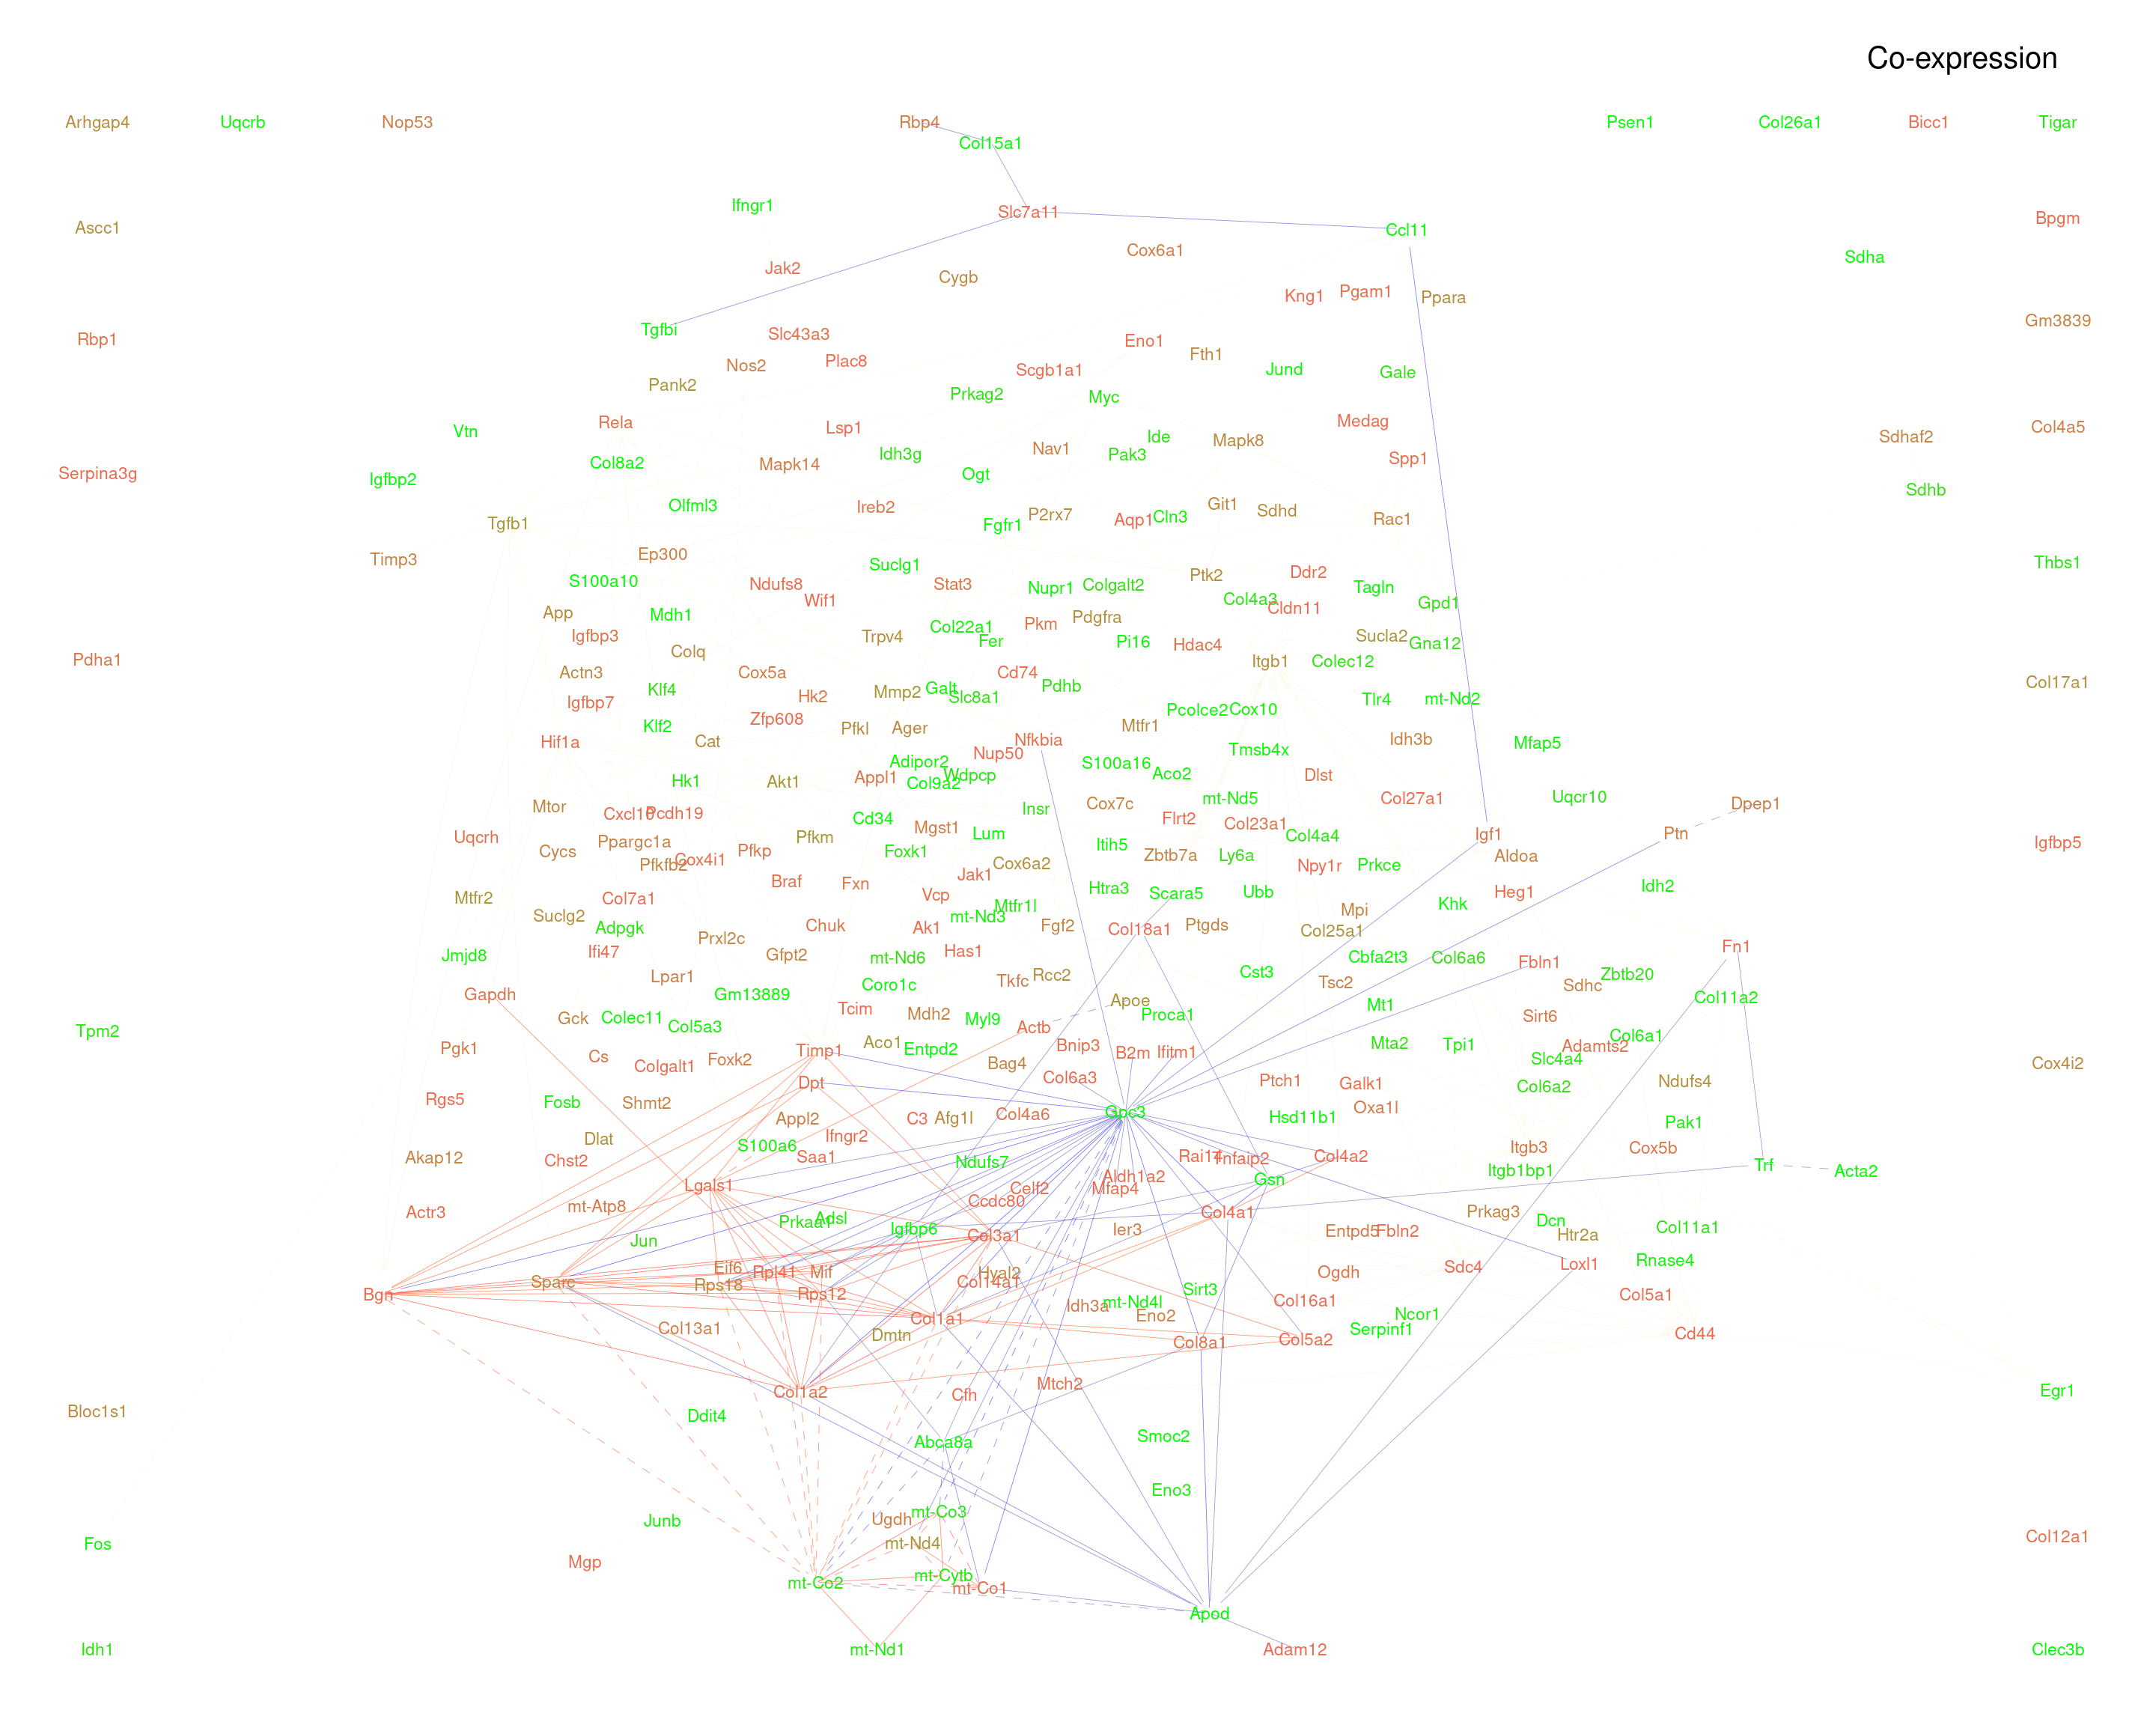 Co-expression
Arhgap4 Uqcrb Nop53 Rbp4 Psen1 Col26a1 Bicc1 Tigar
Col15a1
Ifngr1 Slc7a11 Bpgm
Ascc1 Ccl11
Cox6a1 Sdha
Jak2 Cygb
Kng1 Pgam1 Ppara
Tgfbi Slc43a3 Gm3839
Rbp1 Eno1
Nos2 Plac8 Scgb1a1 Fth1 Jund Gale
Pank2 Prkag2 Myc
Rela Vtn Lsp1 Medag Col4a5
Ide Mapk8 Sdhaf2
Col8a2 Mapk14 Idh3g Nav1 Pak3 Spp1
Serpina3g Igfbp2 Ogt Sdhb
Olfml3 Ireb2 Git1 Sdhd
Tgfb1 Fgfr1 P2rx7 Aqp1 Cln3 Rac1
Timp3 Ep300 Suclg1 Thbs1
S100a10 Ndufs8 Stat3 Nupr1 Colgalt2 Ptk2 Ddr2 Tagln
Wif1 Col4a3 Cldn11 Gpd1
App Mdh1 Col22a1 Pkm Pdgfra
Igfbp3 Trpv4 Fer Pi16 Hdac4 Sucla2 Gna12
Pdha1 Colq Itgb1 Colec12
Actn3 Cox5a Cd74 Col17a1
Klf4 Hk2 Mmp2 Galt Slc8a1 Pdhb Tlr4 mt-Nd2
Igfbp7 Zfp608 Pcolce2 Cox10
Klf2 Pfkl Ager Mtfr1
Hif1a Cat Nup50 Nfkbia Tmsb4x Idh3b Mfap5
Adipor2 S100a16
Hk1 Akt1 Appl1 Col9a2 Wdpcp Aco2 Dlst
Mtor Cox7c mt-Nd5 Col27a1 Uqcr10 Dpep1
Pcdh19 Cd34 Insr Flrt2
Uqcrh Ppargc1a Pfkm Mgst1 Lum Col23a1 Col4a4 Igf1 Ptn Igfbp5
Cycs Pfkfb2 Cox4i1 Pfkp Foxk1 Cox6a2 Itih5 Zbtb7a Ly6a Npy1r Prkce Aldoa
Mtfr2 Col7a1 Braf Fxn Vcp Jak1 Htra3 Scara5 Ubb Heg1 Idh2
Suclg2 Adpgk Chuk Ak1 mt-Nd3 Mtfr1l Fgf2 Col18a1 Ptgds Col25a1 Mpi Khk
Jmjd8 Ifi47 Prxl2c Gfpt2 mt-Nd6 Has1 Cbfa2t3 Col6a6 Fbln1 Fn1
Gapdh Lpar1 Gm13889 Coro1c Tkfc Rcc2 Apoe Cst3 Tsc2 Mt1 Sdhc Zbtb20 Col11a2
Tpm2 Gck Colec11 Col5a3 Tcim Mdh2 Myl9 Actb Proca1 Sirt6 Col6a1
Pgk1 Cs Colgalt1 Foxk2 Timp1 Aco1 Entpd2 Bag4 Bnip3 B2m Ifitm1 Mta2 Tpi1 Slc4a4 Adamts2 Cox4i2
Rgs5 Fosb Shmt2 Dpt Col6a3 Ptch1 Galk1 Col6a2 Ndufs4
Appl2 C3 Afg1l Col4a6 Gpc3 Hsd11b1 Oxa1l Pak1
Akap12 Chst2 Dlat S100a6 Ifngr2 Saa1 Ndufs7 Rai14 Tnfaip2 Col4a2 Itgb3 Itgb1bp1 Cox5b Trf Acta2
Actr3 mt-Atp8 Lgals1 Celf2 Ccdc80 Aldh1a2 Mfap4 Gsn
Jun Prkaa1 Adsl Igfbp6 Col3a1 Ier3 Col4a1 Entpd5 Fbln2 Prkag3 Dcn Htr2a Col11a1
Bgn Sparc Eif6 Rps18 Rpl41 Mif Rps12 Hyal2 Col14a1 Sirt3 Ogdh Sdc4 Loxl1 Rnase4
Col13a1 Dmtn Col1a1 Idh3a mt-Nd4l Eno2 Col16a1 Ncor1 Serpinf1 Col5a1
Col8a1 Col5a2 Cd44
Bloc1s1 Col1a2 Cfh Mtch2 Egr1
Ddit4 Abca8a Smoc2
Eno3
Fos Junb Ugdh mt-Co3 mt-Nd4 Col12a1
Mgp mt-Co2 mt-Cytb mt-Co1
Apod
Idh1 mt-Nd1 Adam12 Clec3b